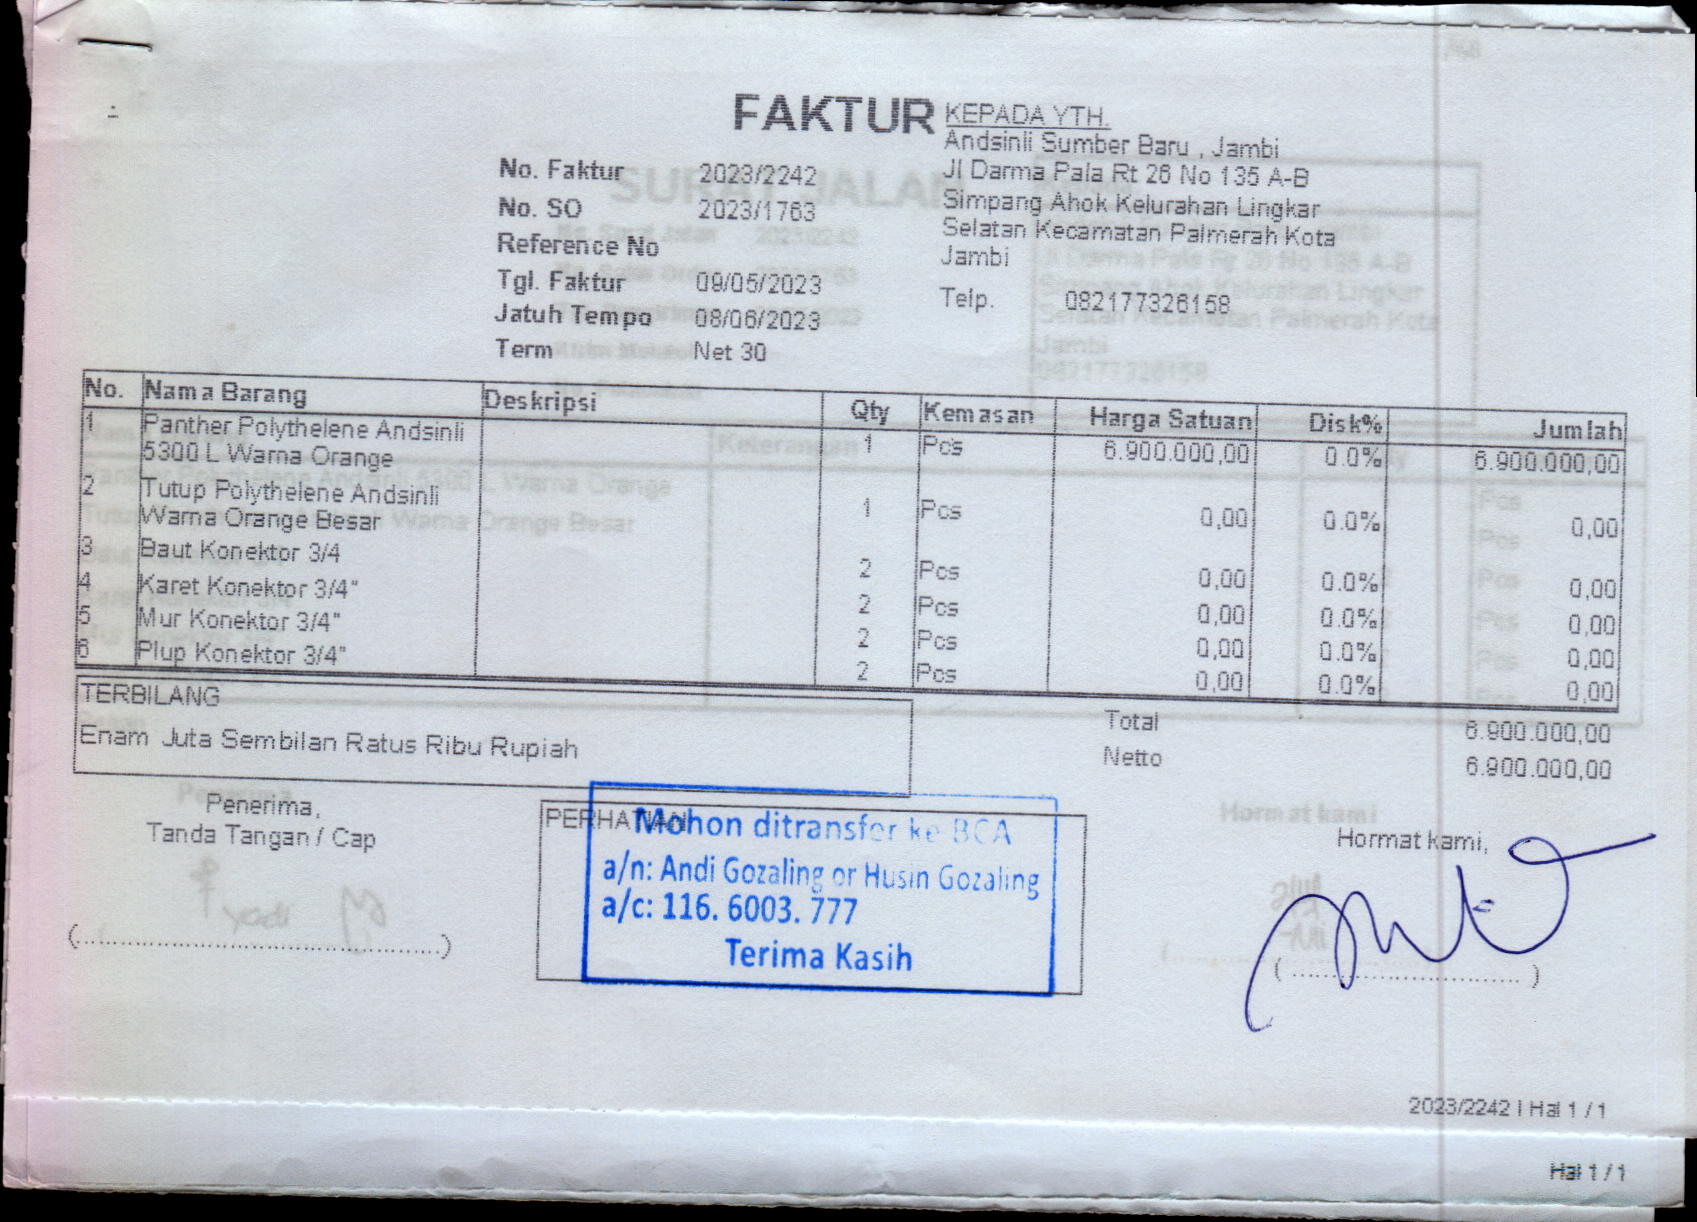 FAKTUR
KEPADA YTH.
Andsinli Sumber Baru , Jambi
Jl Darma Pala Rt 26 No 135 A-B
Simpang Ahok Kelurahan Lingkar
Selatan Kecamatan Palmerah Kota
Jambi
Telp. 082177326158
No. Faktur 2023/2242
No. SO 2023/1763
Reference No
Tgl. Faktur 09/05/2023
Jatuh Tempo 08/06/2023
Term Net 30
No. Nama Barang Deskripsi Qty Kemasan Harga Satuan Disk% Jumlah
1 Panther Polythelene Andsinli 1 Pcs 6.900.000,00 0.0% 6.900.000,00
5300 L Warna Orange
2 Tutup Polythelene Andsinli 1 Pcs 0,00 0.0% 0,00
Warna Orange Besar
3 Baut Konektor 3/4 2 Pcs 0,00 0.0% 0,00
4 Karet Konektor 3/4" 2 Pcs 0,00 0.0% 0,00
5 Mur Konektor 3/4" 2 Pcs 0,00 0.0% 0,00
6 Plup Konektor 3/4" 2 Pcs 0,00 0.0% 0,00
TERBILANG
Enam Juta Sembilan Ratus Ribu Rupiah
Total 6.900.000,00
Netto 6.900.000,00
Penerima,
Tanda Tangan / Cap
PERHATIAN
Mohon ditransfer ke BCA
a/n: Andi Gozaling or Husin Gozaling
a/c: 116. 6003. 777
Terima Kasih
Hormat kami,
2023/2242 | Hal 1 / 1
Hal 1 / 1